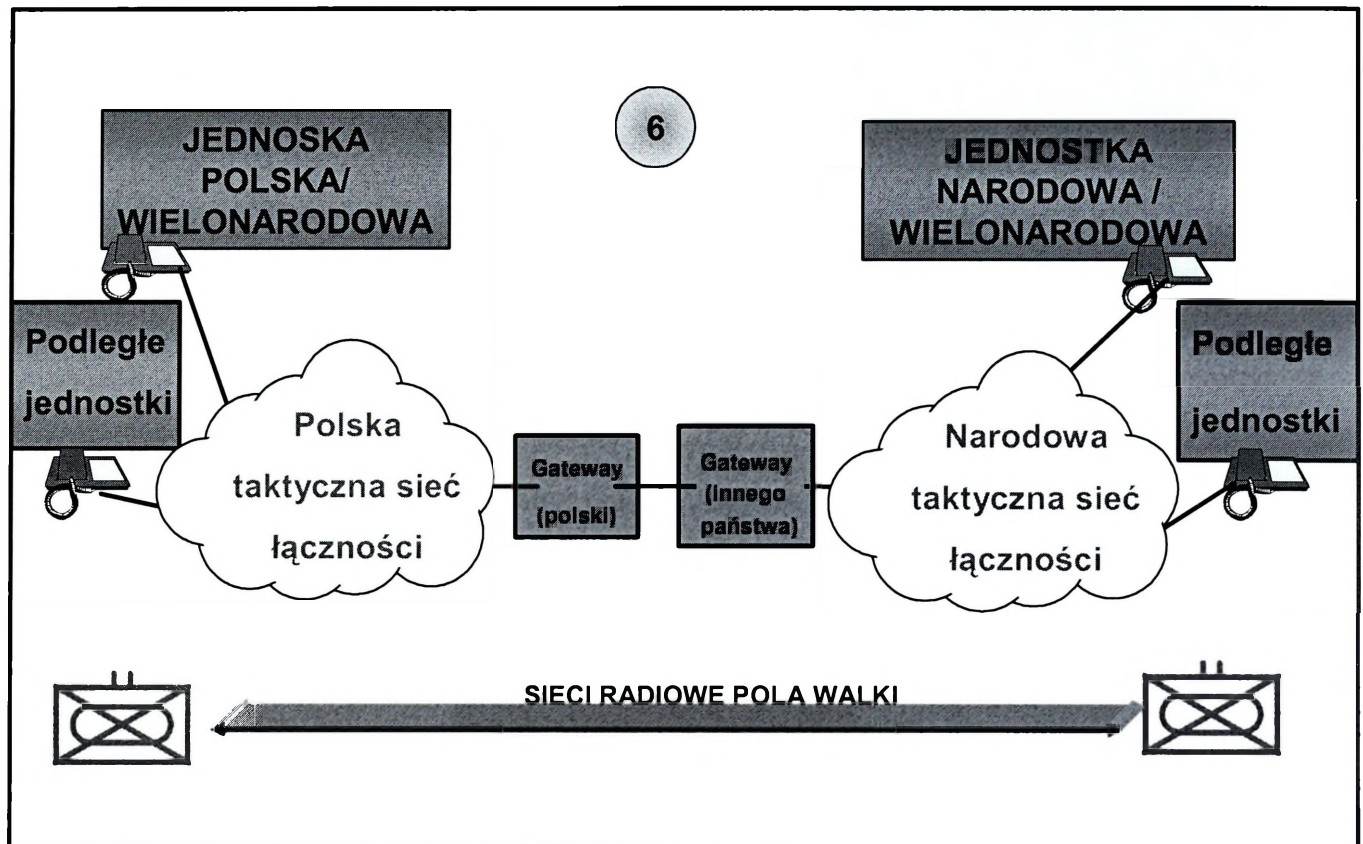 6
JEDNOSKA
POLSKA/
WIELONARODOWA
JEDNOSTKA
NARODOWA /
WIELONARODOWA
Podległe
jednostki
Podległe
jednostki
Polska
taktyczna sieć
łączności
Gateway
(polski)
Gateway
(innego
państwa)
Narodowa
taktyczna sieć
łączności
SIECI RADIOWE POLA WALKI